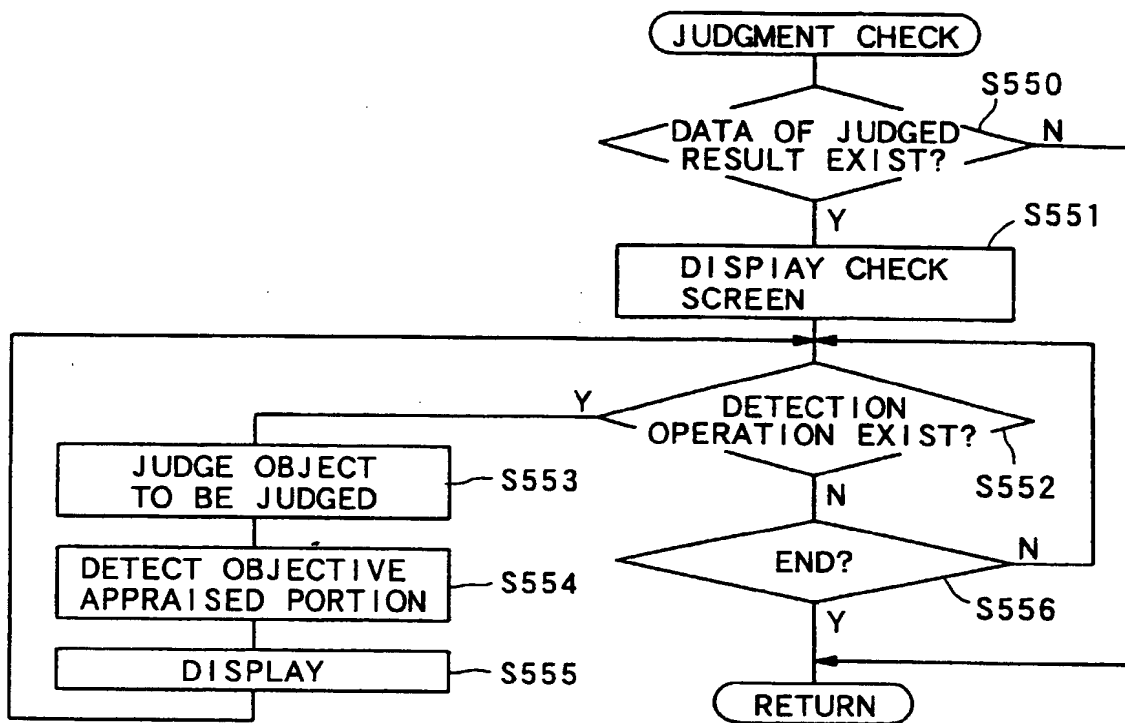 JUDGMENT CHECK
S550
DATA OF JUDGED
RESULT EXIST?
N
Y
S551
DISPIAY CHECK
SCREEN
Y
DETECTION
OPERATION EXIST?
S552
N
JUDGE OBJECT
TO BE JUDGED
S553
END?
N
S556
DETECT OBJECTIVE
APPRAISED PORTION
S554
Y
DISPLAY
S555
RETURN